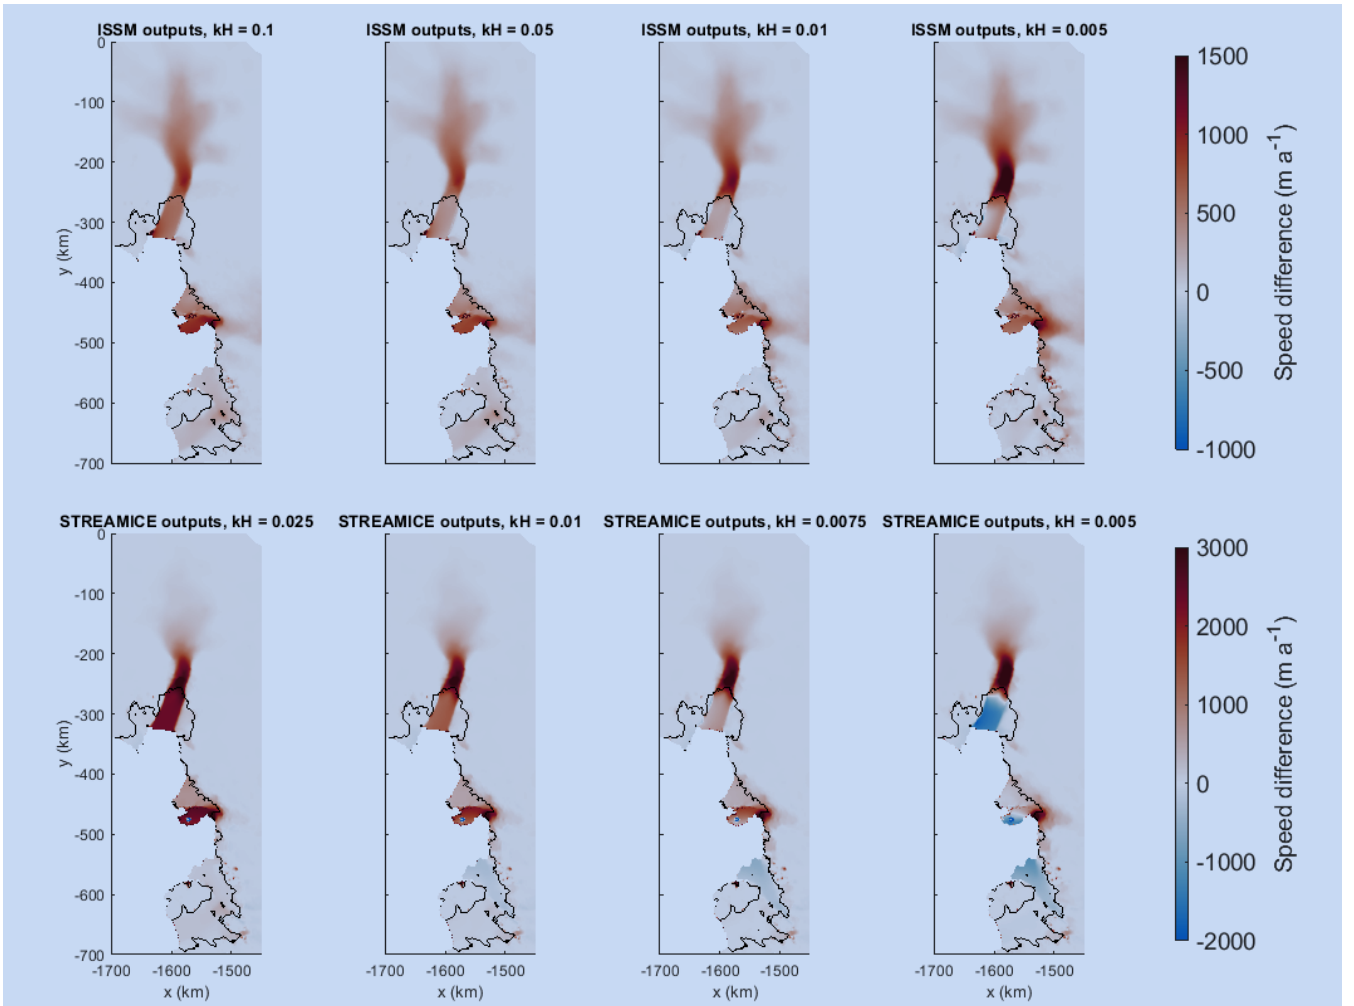 ISSM outputs, kH = 0.1
ISSM outputs, kH = 0.05
ISSM outputs, kH = 0.01
ISSM outputs, kH = 0.005
0
-100
-200
-300
-400
-500
-600
-700
y (km)
1500
1000
500
0
-500
-1000
Speed difference (m a⁻¹)
STREAMICE outputs, kH = 0.025
STREAMICE outputs, kH = 0.01
STREAMICE outputs, kH = 0.0075
STREAMICE outputs, kH = 0.005
0
-100
-200
-300
-400
-500
-600
-700
y (km)
-1700 -1600 -1500
x (km)
-1700 -1600 -1500
x (km)
-1700 -1600 -1500
x (km)
-1700 -1600 -1500
x (km)
3000
2000
1000
0
-1000
-2000
Speed difference (m a⁻¹)